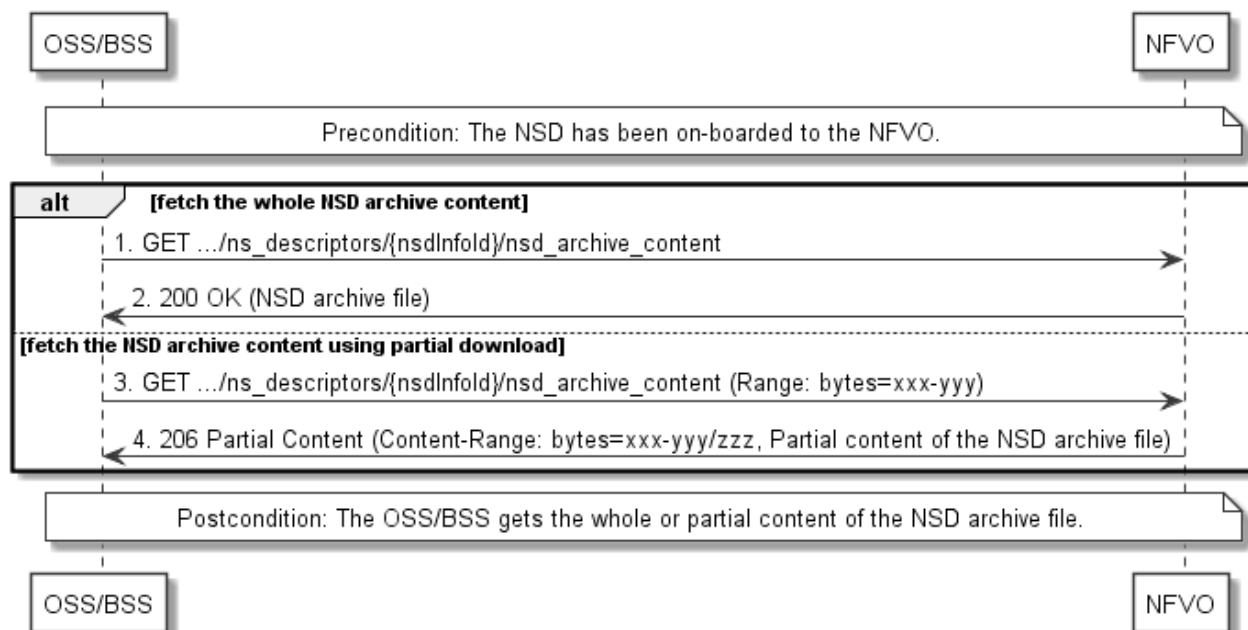 OSS/BSS
NFVO
Precondition: The NSD has been on-boarded to the NFVO.
alt
[fetch the whole NSD archive content]
1. GET .../ns_descriptors/{nsdInfoId}/nsd_archive_content
2. 200 OK (NSD archive file)
[fetch the NSD archive content using partial download]
3. GET .../ns_descriptors/{nsdInfoId}/nsd_archive_content (Range: bytes=xxx-yyy)
4. 206 Partial Content (Content-Range: bytes=xxx-yyy/zzz, Partial content of the NSD archive file)
Postcondition: The OSS/BSS gets the whole or partial content of the NSD archive file.
OSS/BSS
NFVO